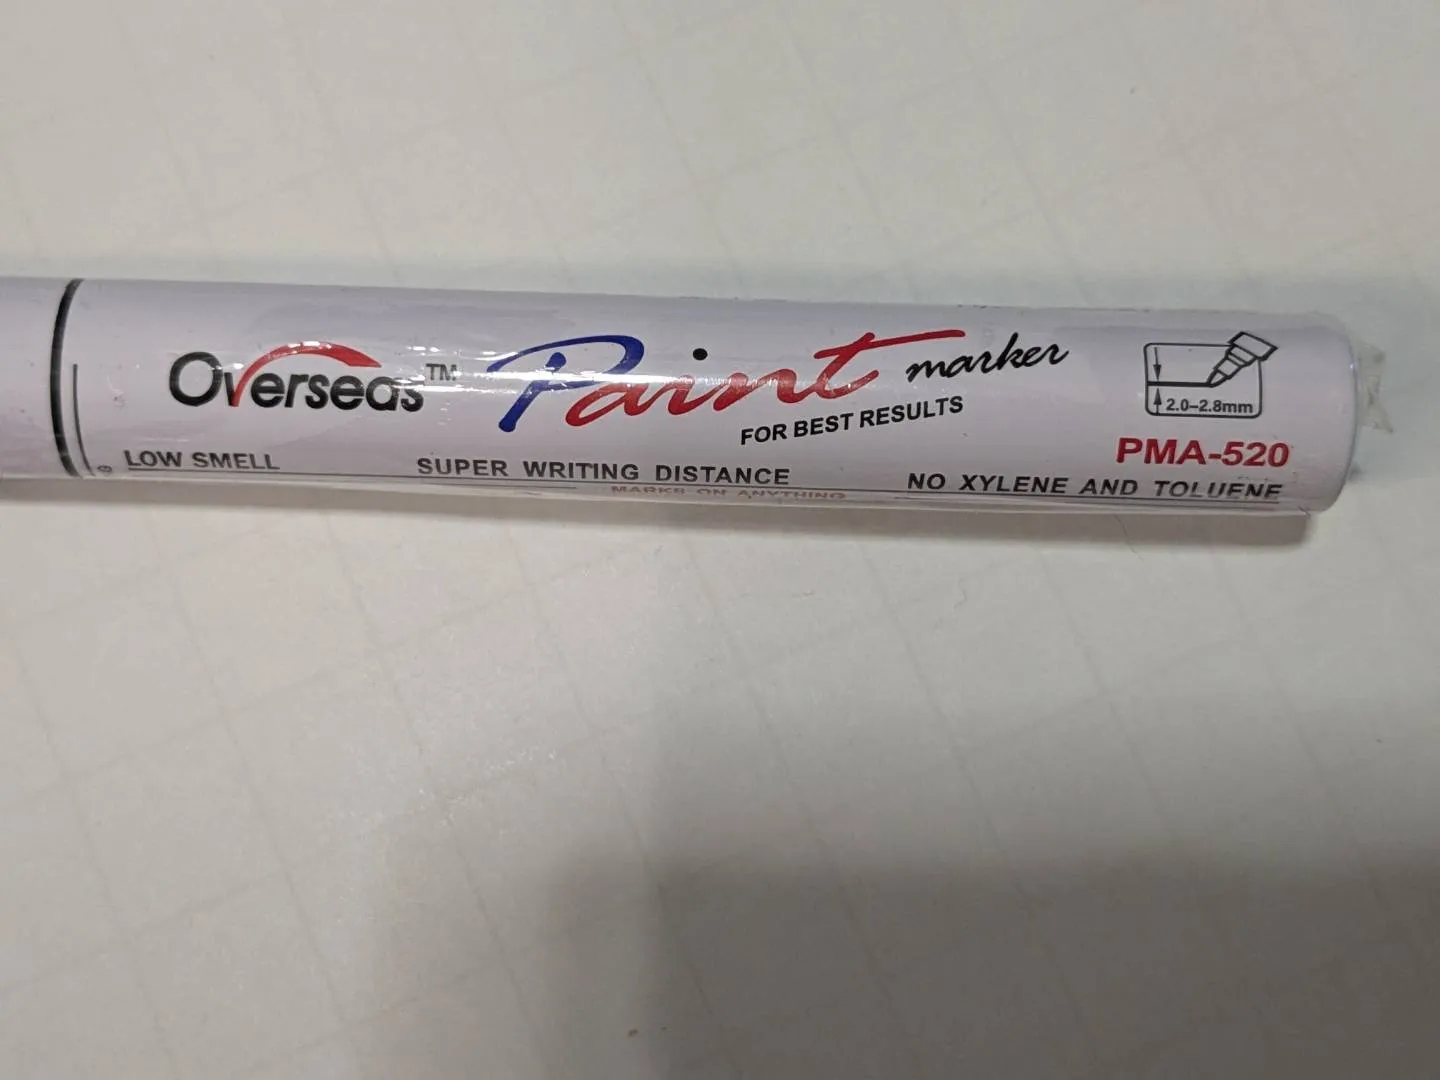 Overseas™ Paint marker
FOR BEST RESULTS
2.0–2.8mm
PMA-520
LOW SMELL
SUPER WRITING DISTANCE
NO XYLENE AND TOLUENE
MARKS ON ANYTHING